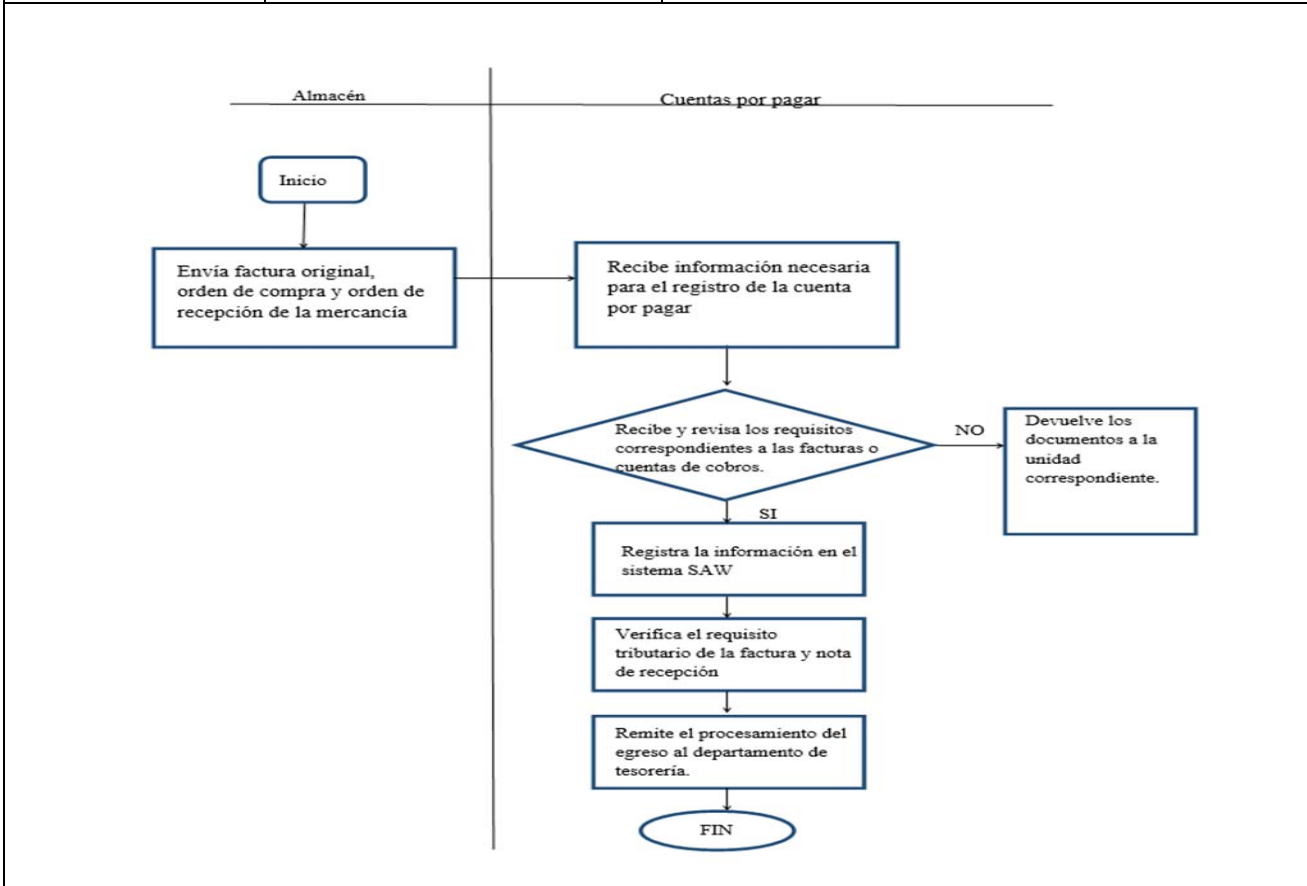 Almacén
Cuentas por pagar
Inicio
Envía factura original,
orden de compra y orden de
recepción de la mercancía
Recibe información necesaria
para el registro de la cuenta
por pagar
Recibe y revisa los requisitos
correspondientes a las facturas o
cuentas de cobros.
NO
Devuelve los
documentos a la
unidad
correspondiente.
SI
Registra la información en el
sistema SAW
Verifica el requisito
tributario de la factura y nota
de recepción
Remite el procesamiento del
egreso al departamento de
tesorería.
FIN